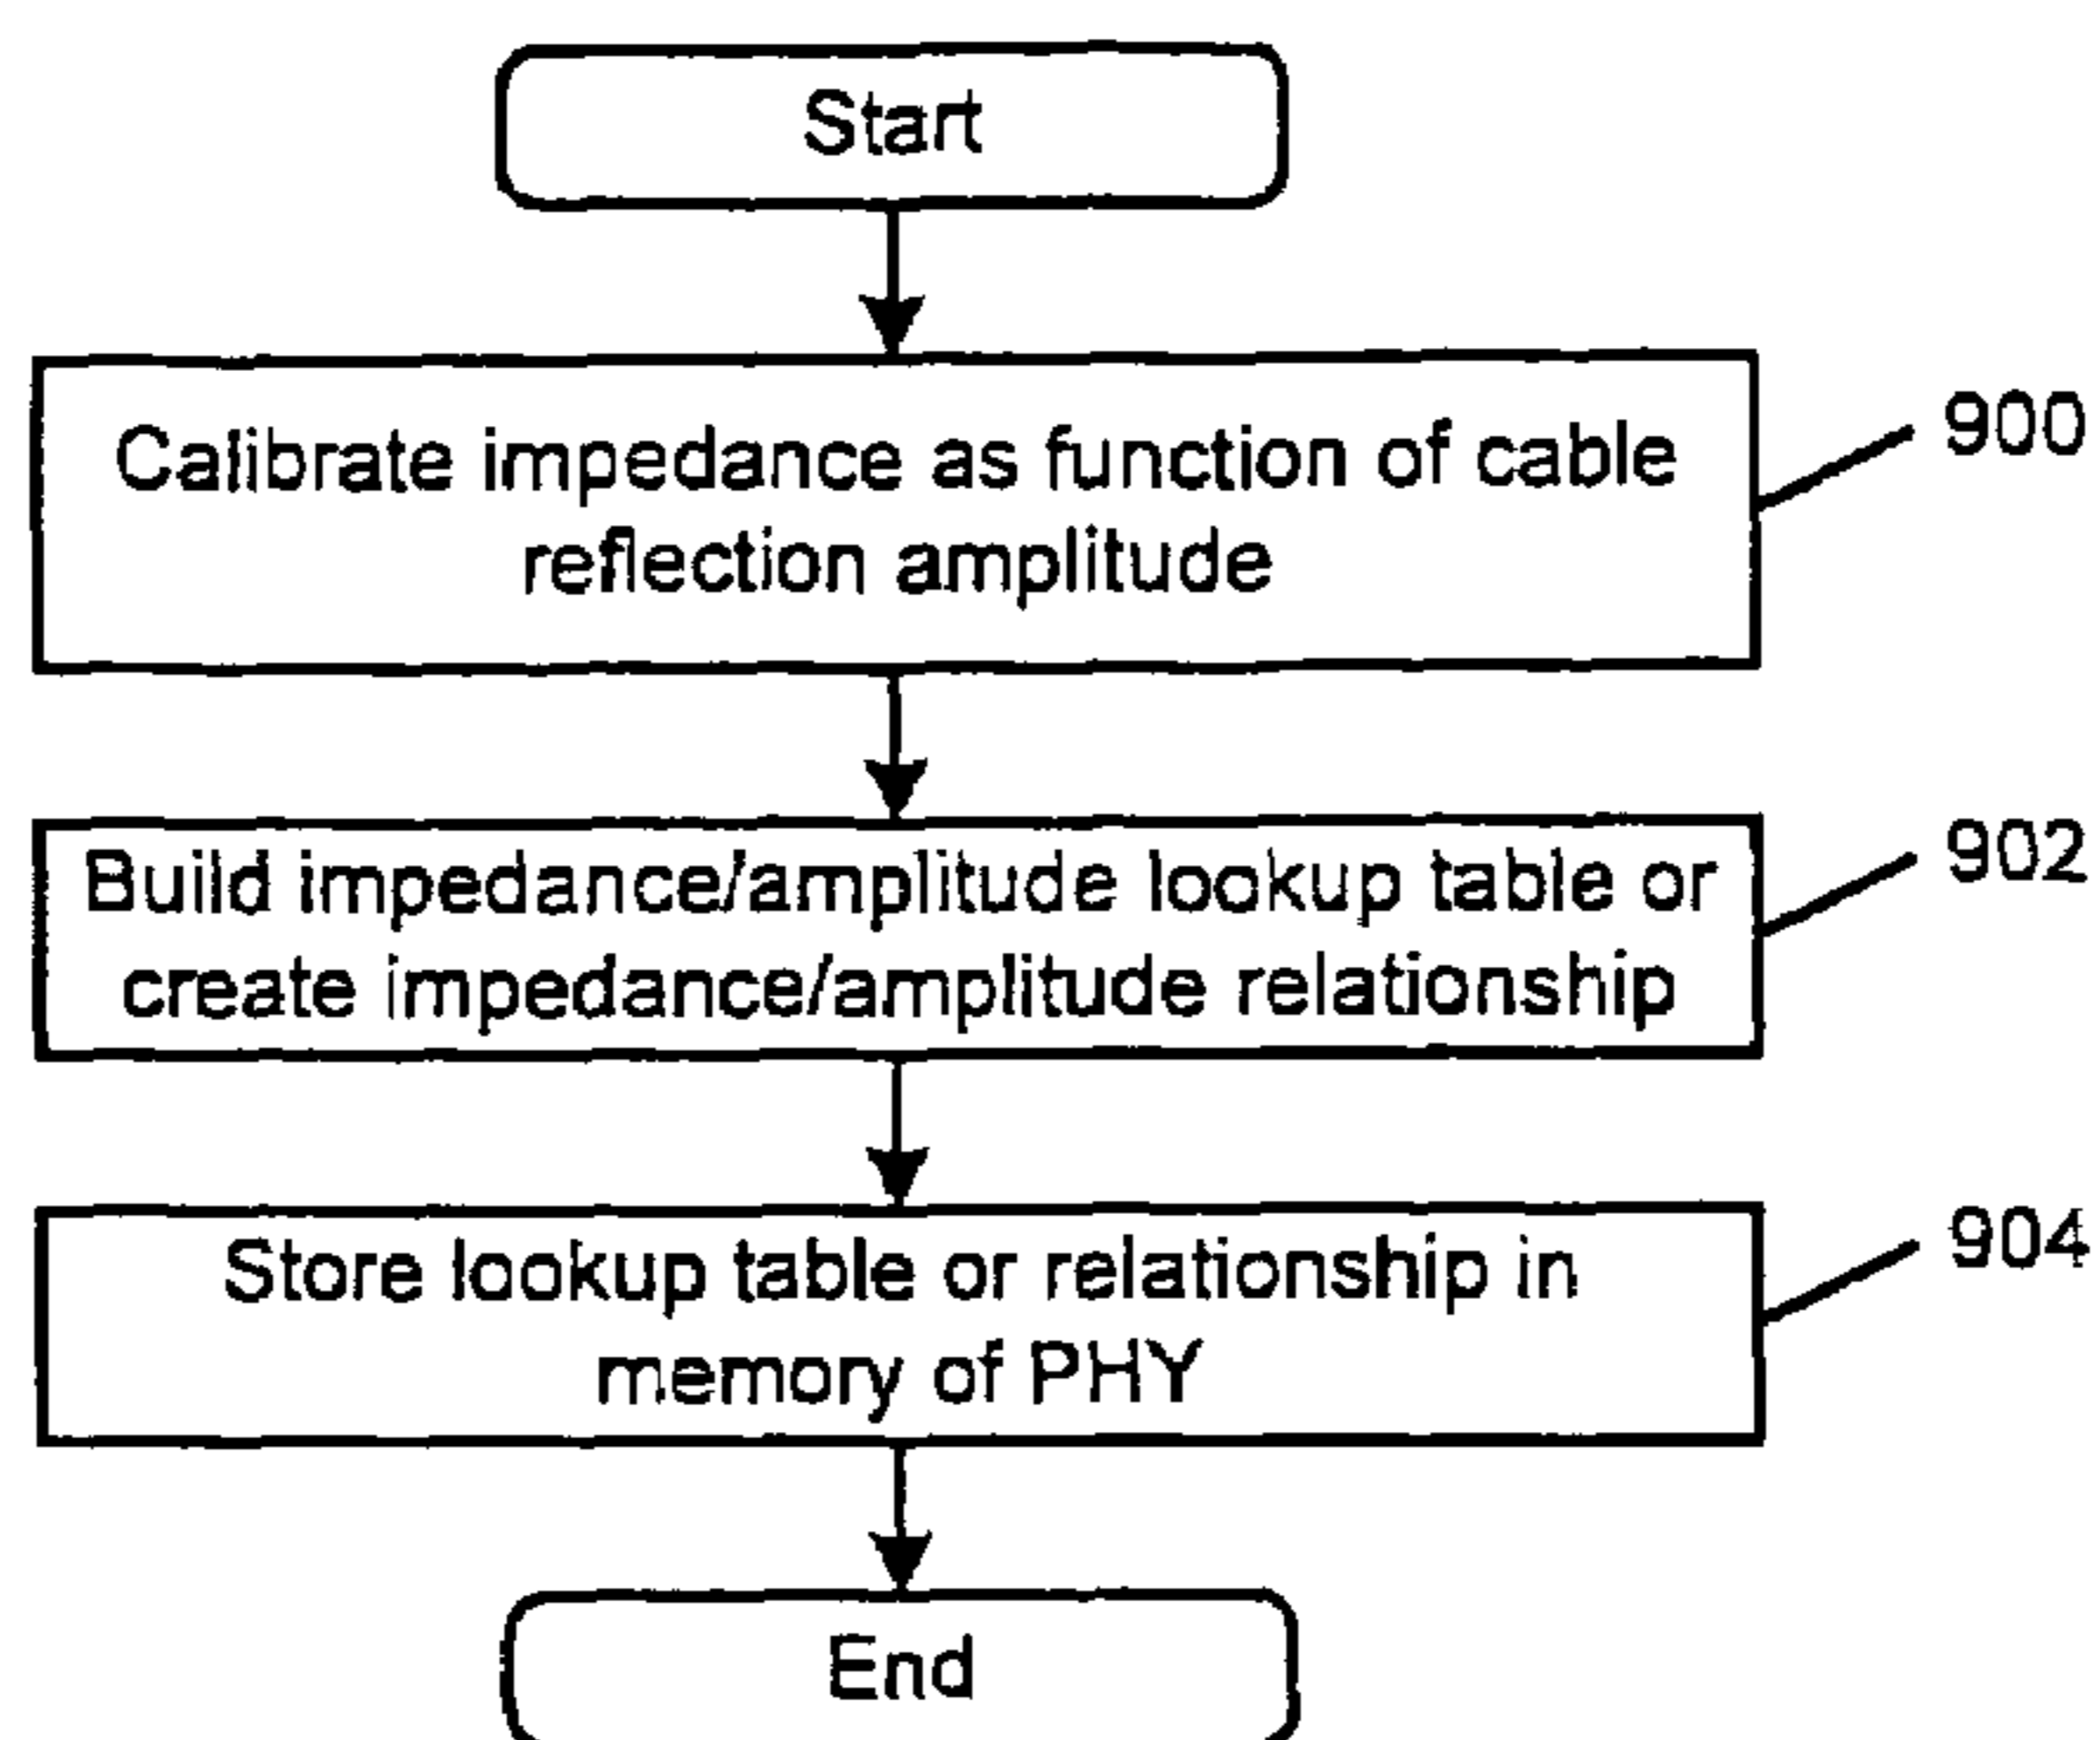 Start
Calibrate impedance as function of cable
reflection amplitude
900
Build impedance/amplitude lookup table or
create impedance/amplitude relationship
902
Store lookup table or relationship in
memory of PHY
904
End